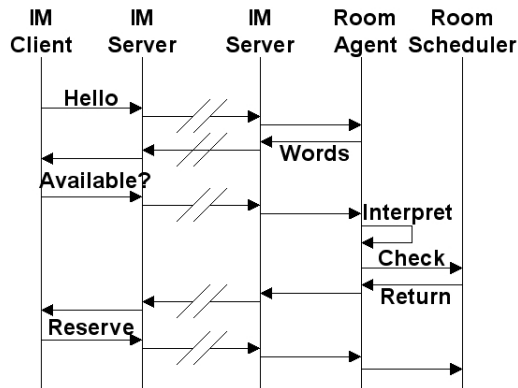 IM IM IM Room Room
Client Server Server Agent Scheduler
Hello
Words
Available?
Interpret
Check
Return
Reserve